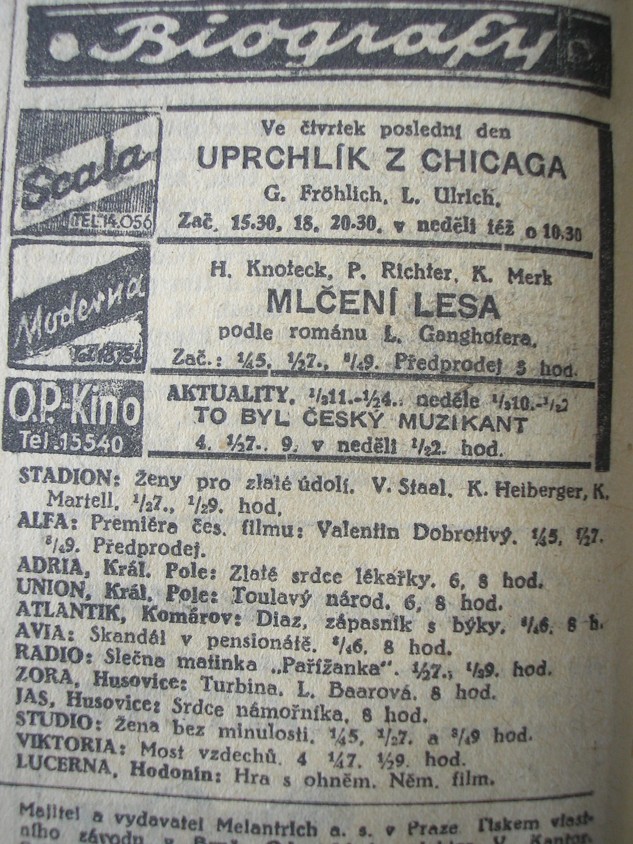 Biografy
Scala
TEL. 14.056
Ve čtvrtek poslední den
UPRCHLÍK Z CHICAGA
G. Fröhlich, L. Ulrich.
Zač. 15.30, 18, 20.30, v neděli též o 10.30
Moderna
H. Knoteck, P. Richter, K. Merk
MLČENÍ LESA
podle románu L. Ganghofera.
Zač.: ¼5, ½7., ¾9. Předprodej 3 hod.
O.P.-Kino
Tel. 15540
AKTUALITY, ½11.-½4.; neděle ½10.-½2
TO BYL ČESKÝ MUZIKANT
4. ½7.. 9. v neděli ½2. hod.
STADION: Ženy pro zlaté údolí. V. Staal. K. Heiberger, K.
Martell. ½7., ½9. hod.
ALFA: Premiéra čes. filmu: Valentin Dobrotivý. ¼5, ½7.
¾9. Předprodej.
ADRIA, Král. Pole: Zlaté srdce lékařky. 6, 8 hod.
UNION, Král. Pole: Toulavý národ. 6, 8 hod.
ATLANTIK, Komárov: Diaz, zápasník s býky. ¾6. 8 h.
AVIA: Skandál v pensionátě. ¾6, 8 hod.
RADIO: Slečna matinka „Pařížanka“. ½7., ½9. hod.
ZORA, Husovice: Turbina. L. Baarová. 8 hod.
JAS, Husovice: Srdce námořníka. 8 hod.
STUDIO: Žena bez minulosti. ¼5, ½7. a ¾9 hod.
VIKTORIA: Most vzdechů. 4 ½7. ½9. hod.
LUCERNA, Hodonín: Hra s ohněm. Něm. film.
Majitel a vydavatel Melantrich a. s. v Praze Tiskem vlast-
ního závodu v